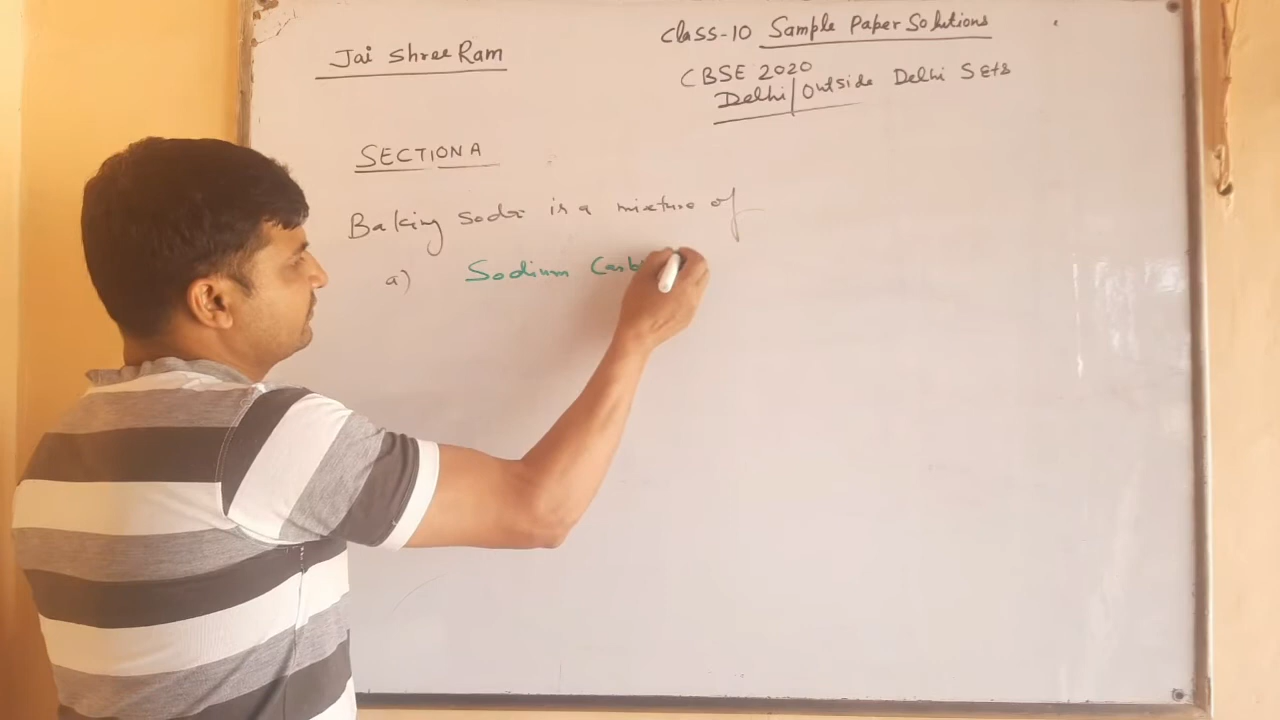 Jai Shree Ram
Class-10 Sample Paper Solutions
CBSE 2020
Delhi/Outside Delhi Sets
SECTION A
Baking soda is a mixture of
a) Sodium Carb